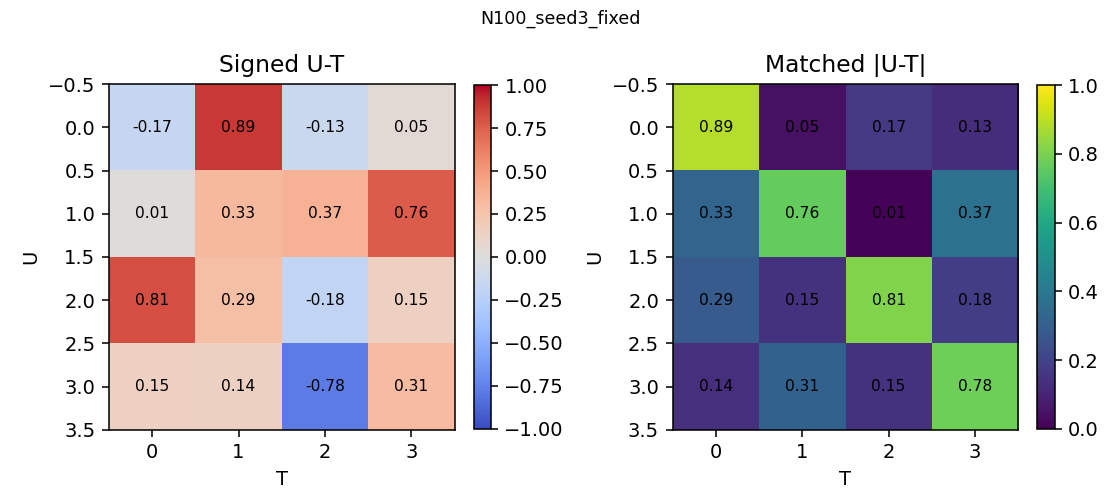 N100_seed3_fixed
Signed U-T
Matched |U-T|
−0.5
0.0
0.5
1.0
1.5
2.0
2.5
3.0
3.5
U
-0.17 0.89 -0.13 0.05
0.01 0.33 0.37 0.76
0.81 0.29 -0.18 0.15
0.15 0.14 -0.78 0.31
0 1 2 3
T
1.00
0.75
0.50
0.25
0.00
−0.25
−0.50
−0.75
−1.00
−0.5
0.0
0.5
1.0
1.5
2.0
2.5
3.0
3.5
U
0.89 0.05 0.17 0.13
0.33 0.76 0.01 0.37
0.29 0.15 0.81 0.18
0.14 0.31 0.15 0.78
0 1 2 3
T
1.0
0.8
0.6
0.4
0.2
0.0